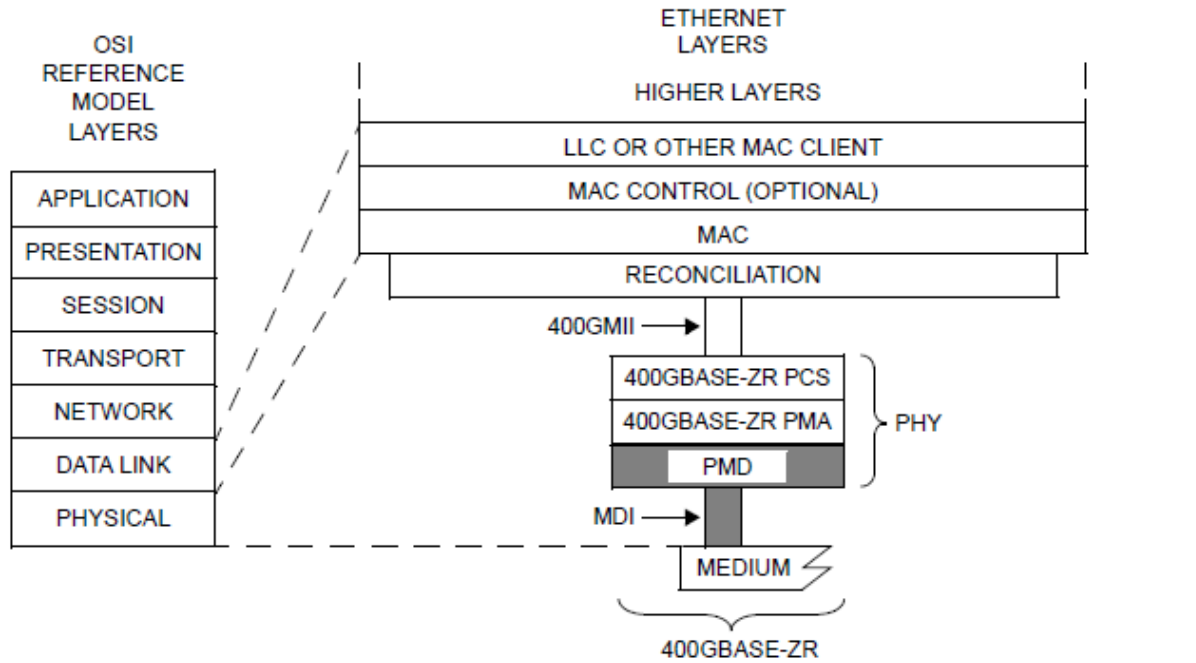 OSI
REFERENCE
MODEL
LAYERS
APPLICATION
PRESENTATION
SESSION
TRANSPORT
NETWORK
DATA LINK
PHYSICAL
ETHERNET
LAYERS
HIGHER LAYERS
LLC OR OTHER MAC CLIENT
MAC CONTROL (OPTIONAL)
MAC
RECONCILIATION
400GMII
400GBASE-ZR PCS
400GBASE-ZR PMA
PMD
PHY
MDI
MEDIUM
400GBASE-ZR